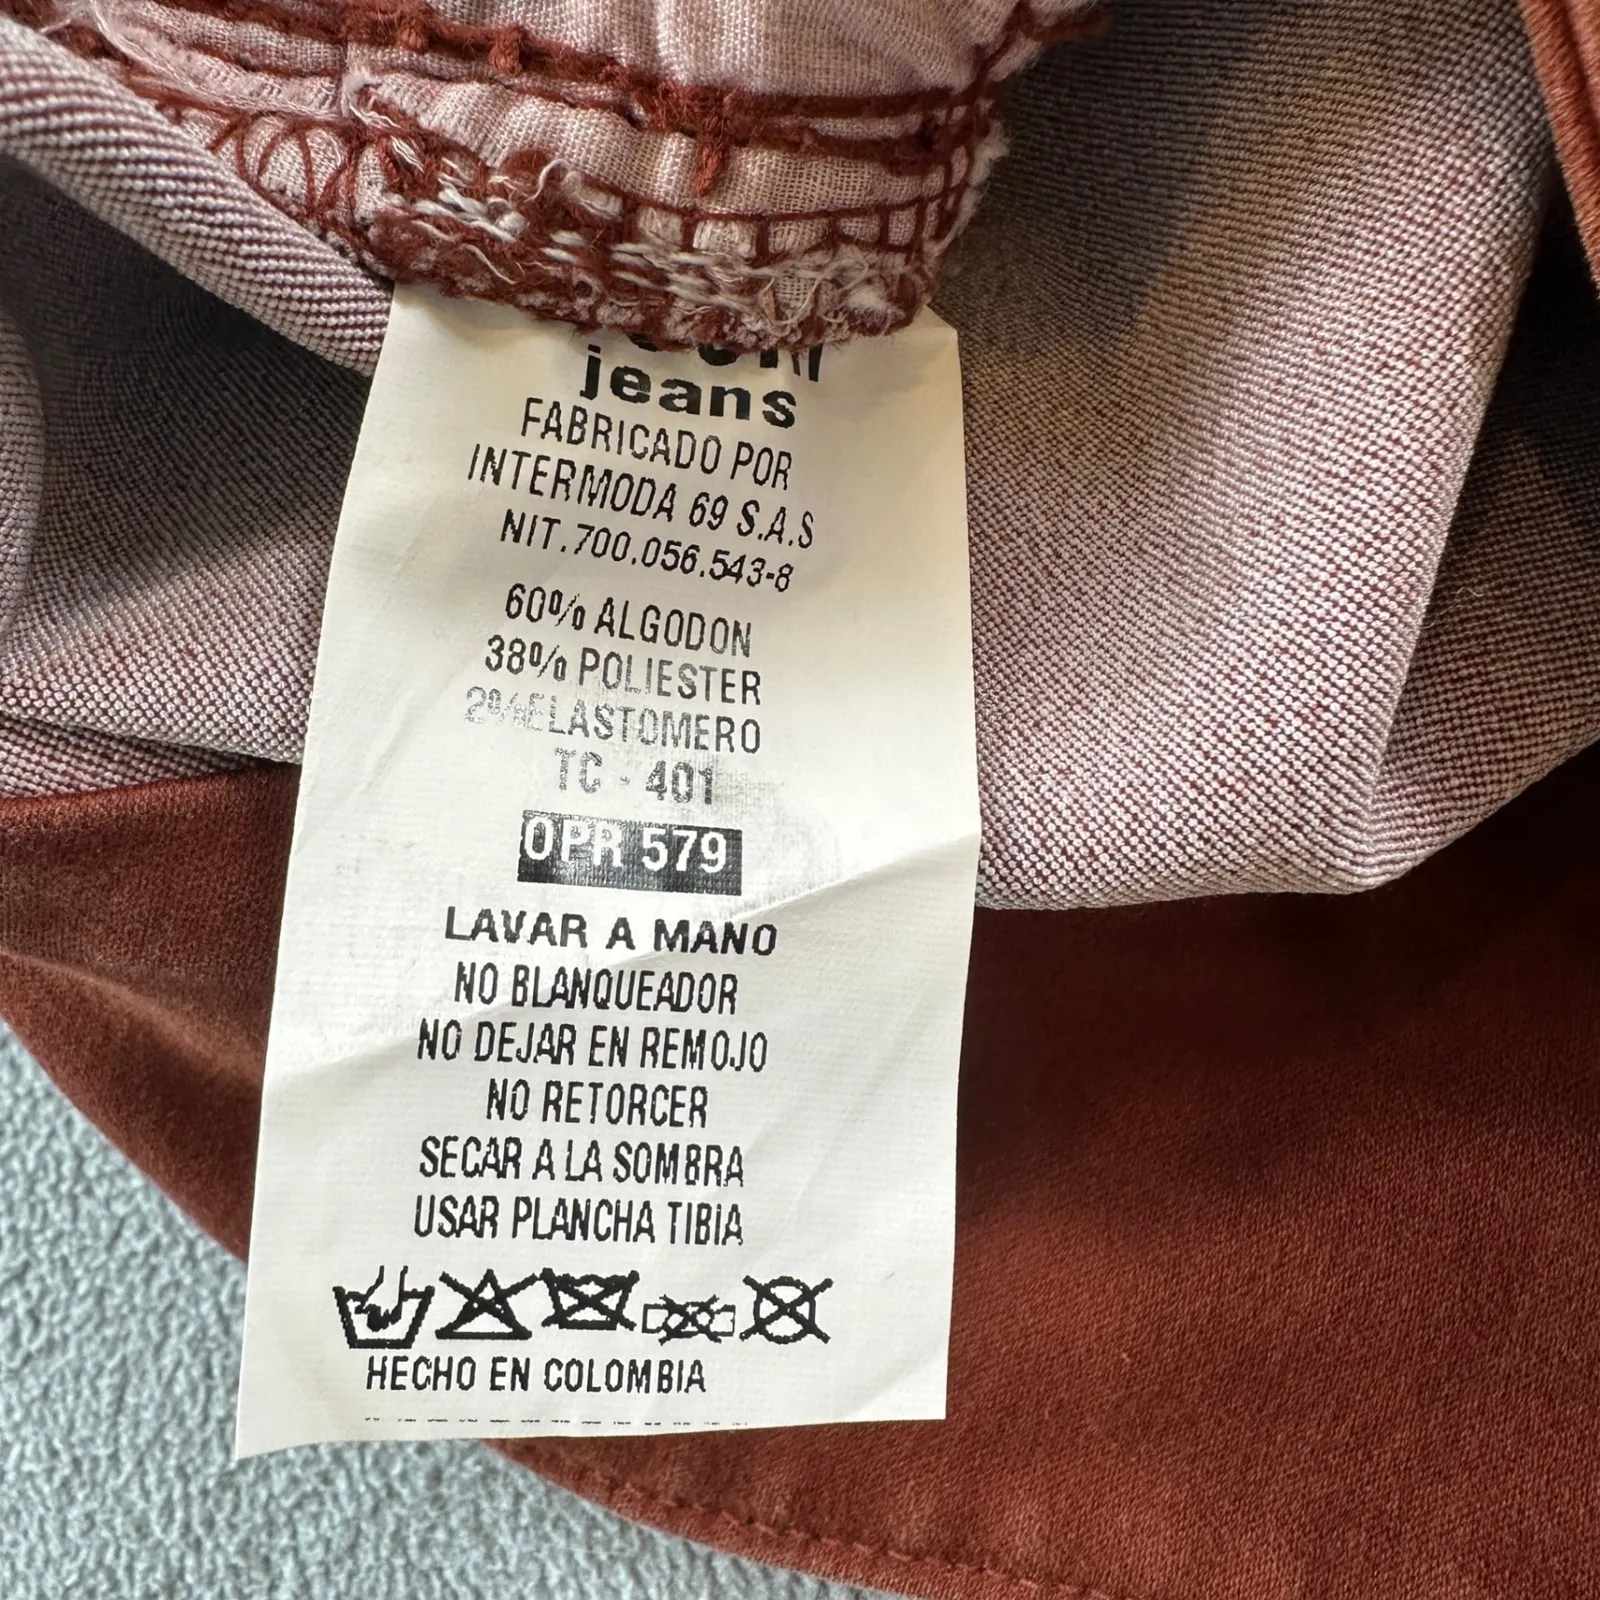 jeans
FABRICADO POR
INTERMODA 69 S.A.S
NIT.700.056.543-8
60% ALGODON
38% POLIESTER
2% ELASTOMERO
TC - 401
OPR 579
LAVAR A MANO
NO BLANQUEADOR
NO DEJAR EN REMOJO
NO RETORCER
SECAR A LA SOMBRA
USAR PLANCHA TIBIA
HECHO EN COLOMBIA